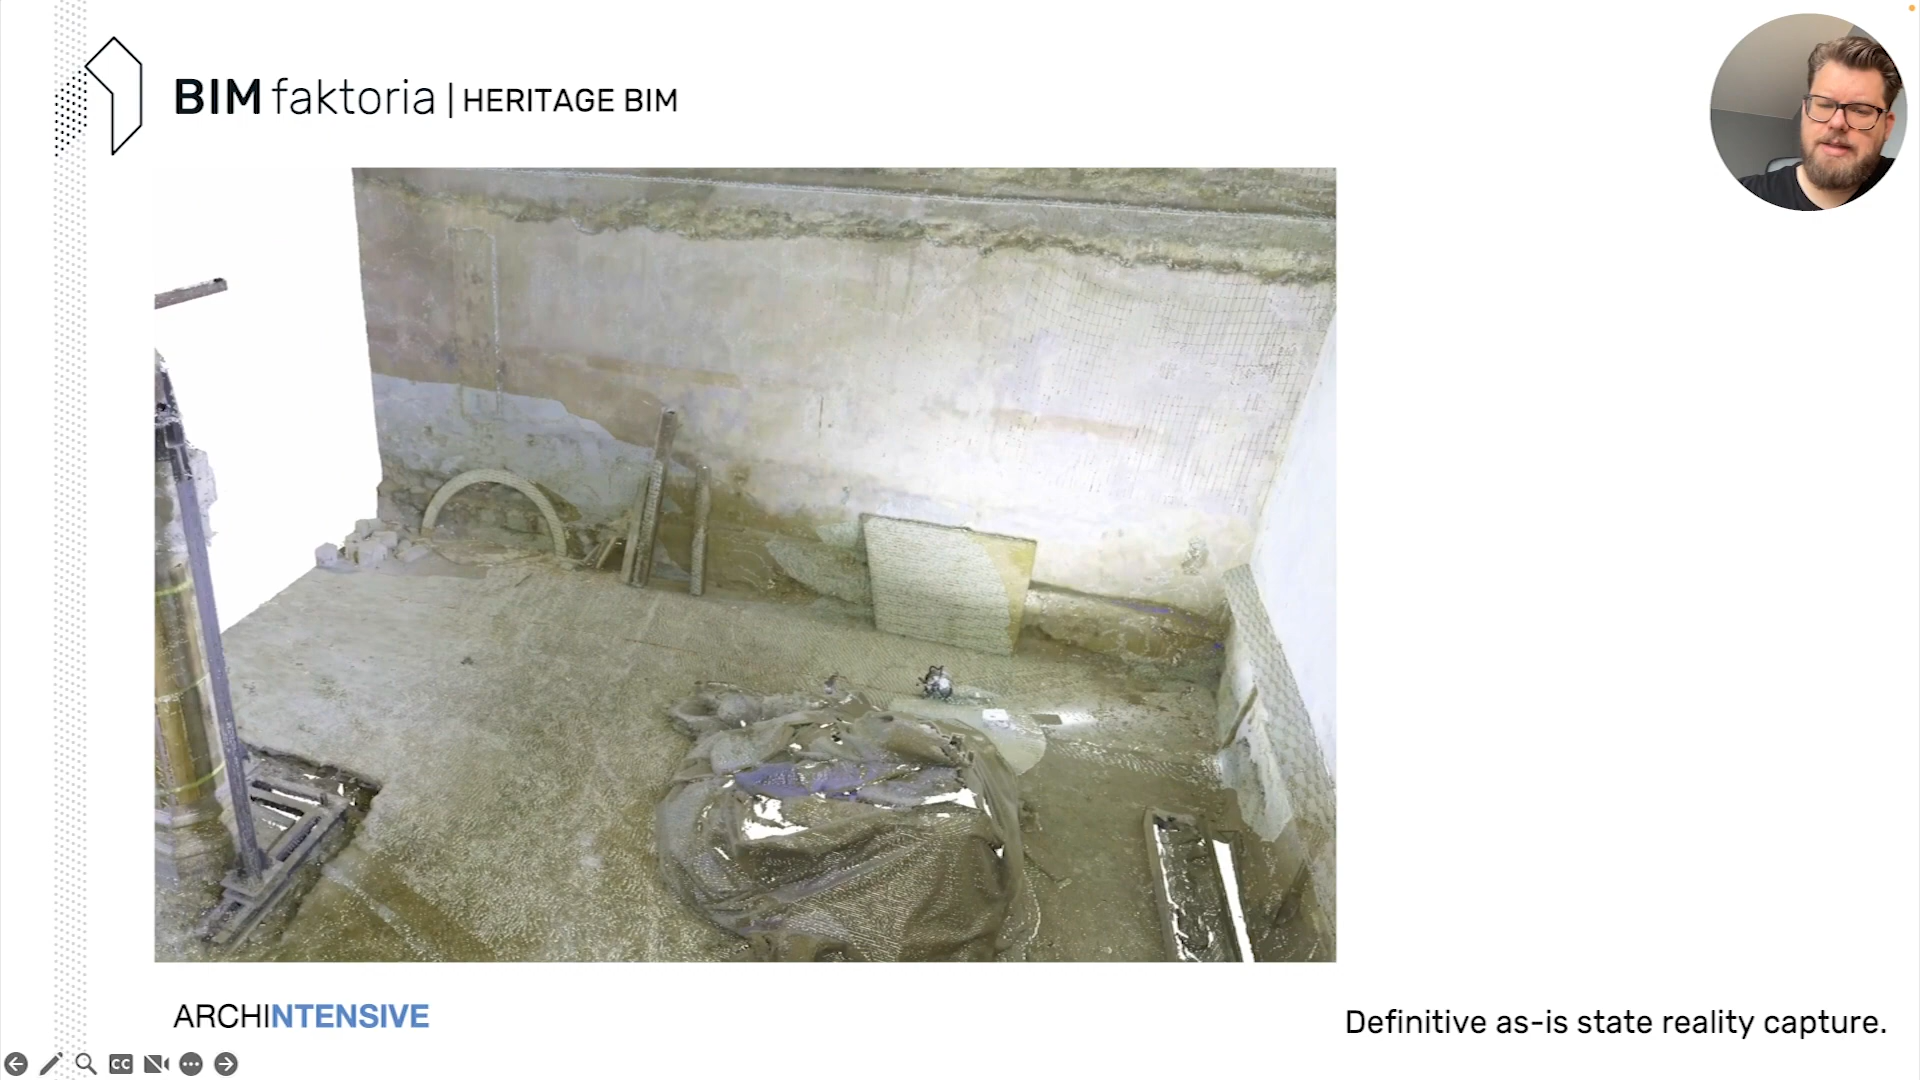 BIM faktoria | HERITAGE BIM
ARCHINTENSIVE
Definitive as-is state reality capture.
CC